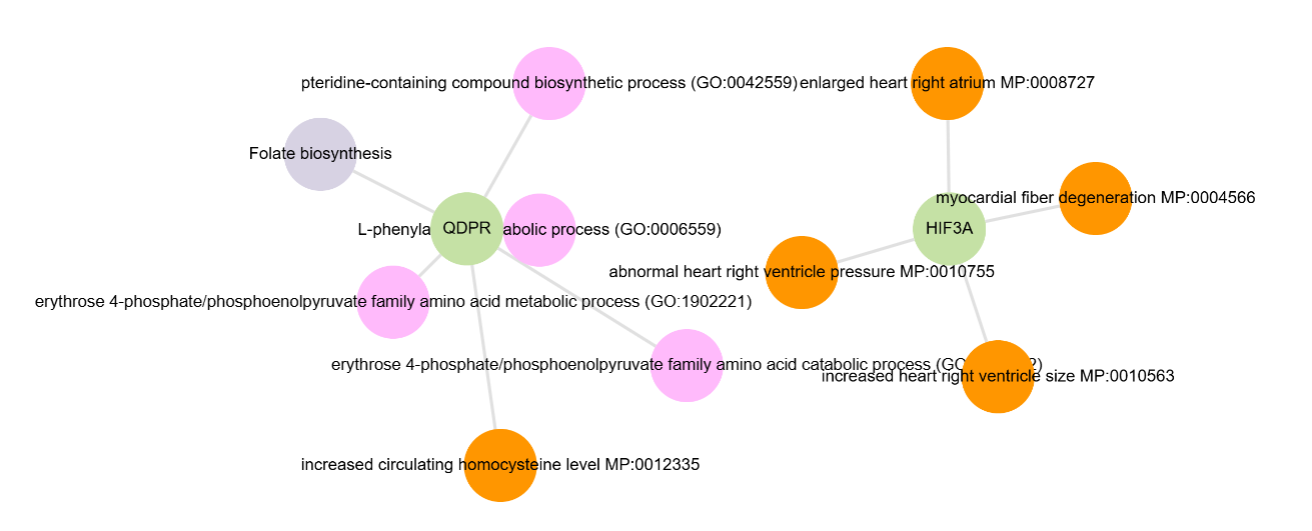 pteridine-containing compound biosynthetic process (GO:0042559)
enlarged heart right atrium MP:0008727
Folate biosynthesis
myocardial fiber degeneration MP:0004566
L-phenyla
QDPR
abolic process (GO:0006559)
HIF3A
abnormal heart right ventricle pressure MP:0010755
erythrose 4-phosphate/phosphoenolpyruvate family amino acid metabolic process (GO:1902221)
erythrose 4-phosphate/phosphoenolpyruvate family amino acid catabolic process
increased heart right ventricle size MP:0010563
increased circulating homocysteine level MP:0012335